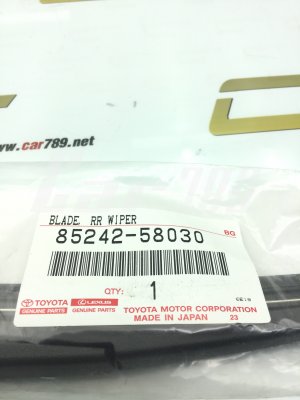 www.car789.net
BLADE, RR WIPER
85242-58030
BG
QTY: 1
TOYOTA
GENUINE PARTS
LEXUS
GENUINE PARTS
TOYOTA MOTOR CORPORATION
MADE IN JAPAN 23